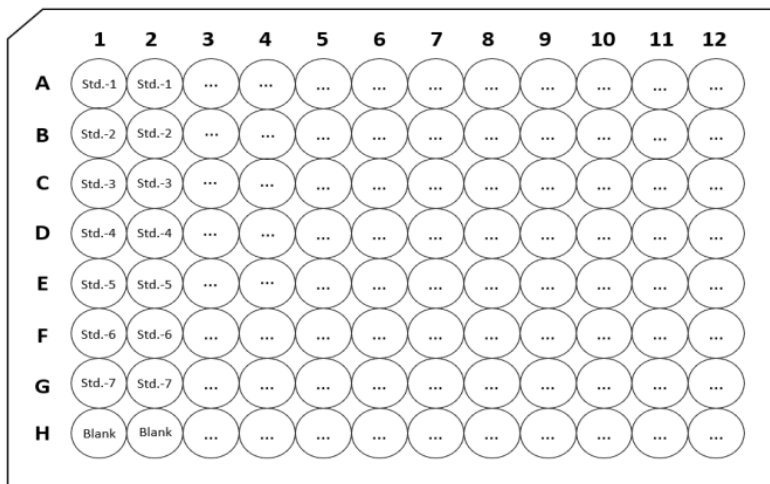 1 2 3 4 5 6 7 8 9 10 11 12
A Std.-1 Std.-1 ... ... ... ... ... ... ... ... ... ...
B Std.-2 Std.-2 ... ... ... ... ... ... ... ... ... ...
C Std.-3 Std.-3 ... ... ... ... ... ... ... ... ... ...
D Std.-4 Std.-4 ... ... ... ... ... ... ... ... ... ...
E Std.-5 Std.-5 ... ... ... ... ... ... ... ... ... ...
F Std.-6 Std.-6 ... ... ... ... ... ... ... ... ... ...
G Std.-7 Std.-7 ... ... ... ... ... ... ... ... ... ...
H Blank Blank ... ... ... ... ... ... ... ... ... ...